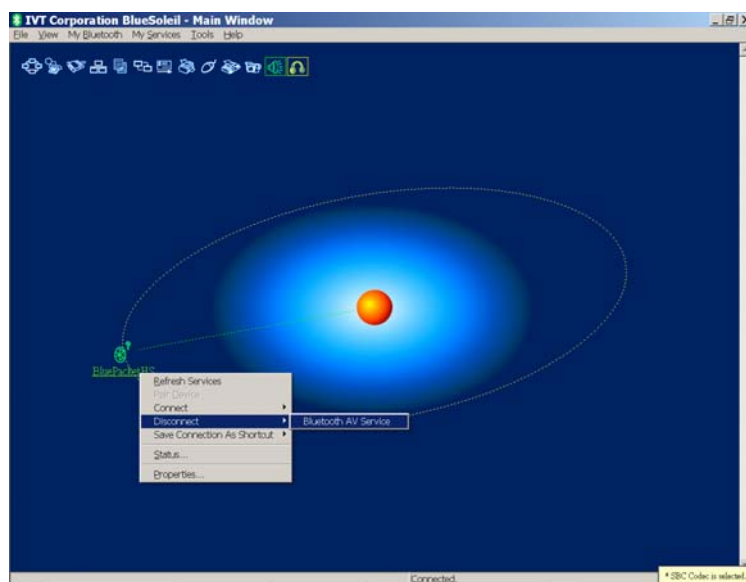 IVT Corporation BlueSoleil - Main Window
File View My Bluetooth My Services Tools Help
BluePacketHS
Refresh Services
Pair Device
Connect
Disconnect
Bluetooth AV Service
Save Connection As Shortcut
Status...
Properties...
Connected.
* SBC Codec is selected.